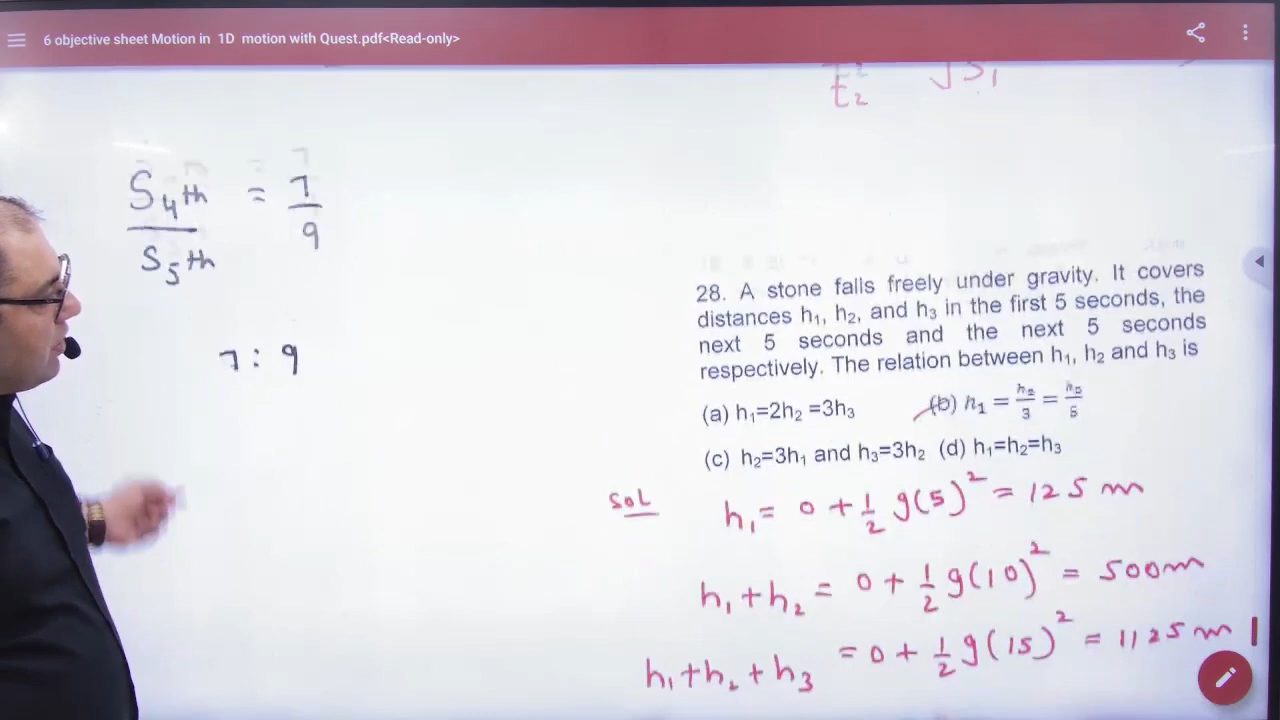 6 objective sheet Motion in 1D motion with Quest.pdf<Read-only>
t₂ √S₁
S₄th / S₅th = 7/9
7 : 9
28. A stone falls freely under gravity. It covers
distances h₁, h₂, and h₃ in the first 5 seconds, the
next 5 seconds and the next 5 seconds
respectively. The relation between h₁, h₂ and h₃ is
(a) h₁=2h₂ =3h₃ (b) h₁ = h₂/3 = h₃/5
(c) h₂=3h₁ and h₃=3h₂ (d) h₁=h₂=h₃
Sol h₁ = 0 + 1/2 g(5)² = 125 m
h₁ + h₂ = 0 + 1/2 g(10)² = 500m
h₁ + h₂ + h₃ = 0 + 1/2 g(15)² = 1125 m